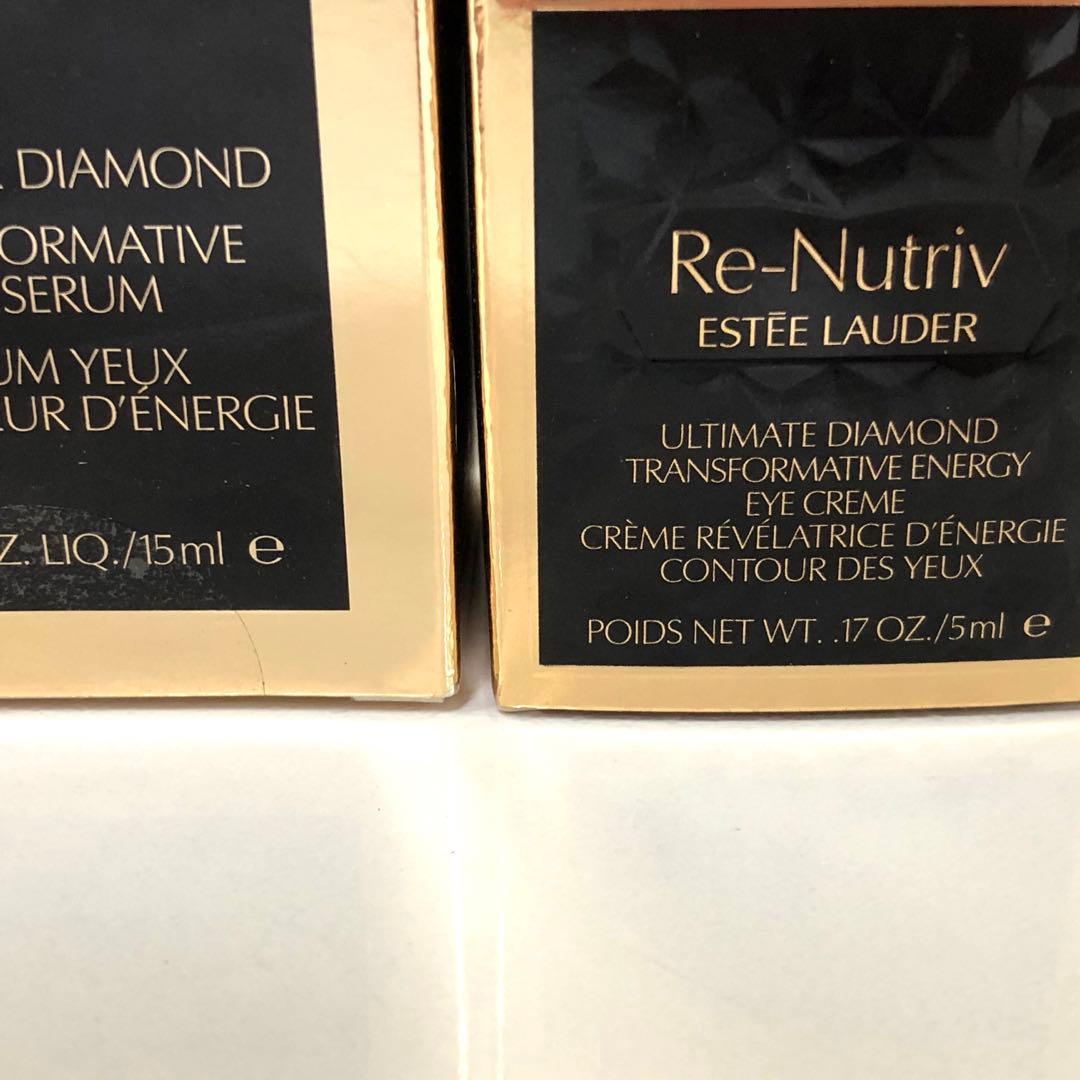 DIAMOND
ORMATIVE
SERUM
UM YEUX
UR D'ÉNERGIE
Z. LIQ./15ml e
Re-Nutriv
ESTĒE LAUDER
ULTIMATE DIAMOND
TRANSFORMATIVE ENERGY
EYE CREME
CRÈME RÉVÉLATRICE D'ÉNERGIE
CONTOUR DES YEUX
POIDS NET WT. .17 OZ./5ml e